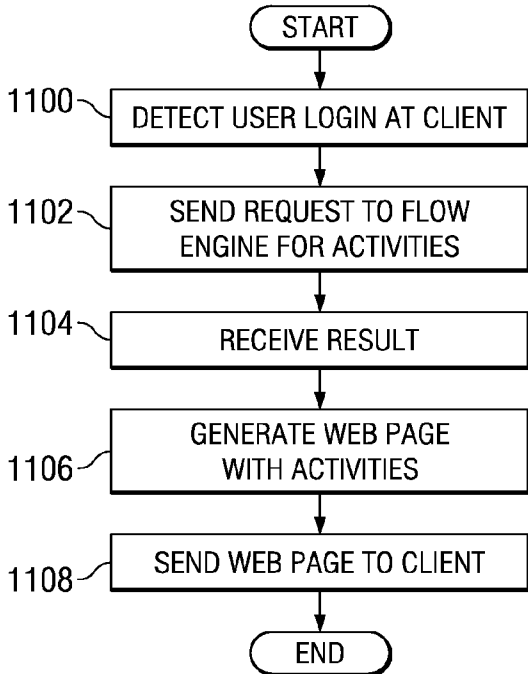 START
1100
DETECT USER LOGIN AT CLIENT
1102
SEND REQUEST TO FLOW
ENGINE FOR ACTIVITIES
1104
RECEIVE RESULT
1106
GENERATE WEB PAGE
WITH ACTIVITIES
1108
SEND WEB PAGE TO CLIENT
END